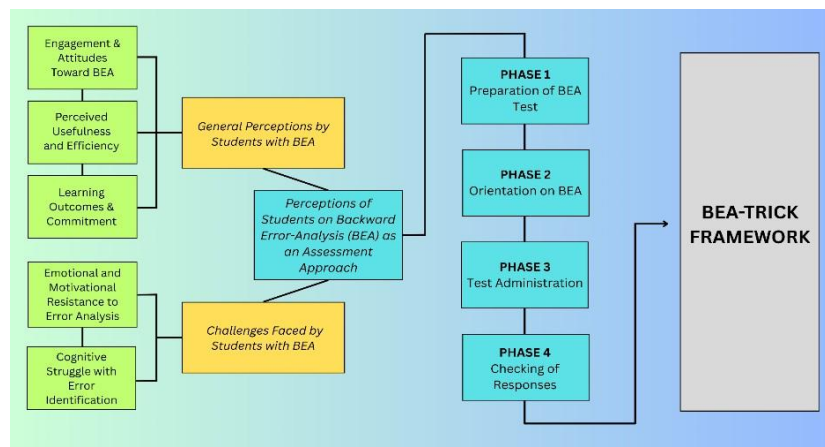 Engagement &
Attitudes
Toward BEA
Perceived
Usefulness
and Efficiency
Learning
Outcomes &
Commitment
Emotional and
Motivational
Resistance to
Error Analysis
Cognitive
Struggle with
Error
Identification
General Perceptions by
Students with BEA
Challenges Faced by
Students with BEA
Perceptions of
Students on Backward
Error-Analysis (BEA) as
an Assessment
Approach
PHASE 1
Preparation of BEA
Test
PHASE 2
Orientation on BEA
PHASE 3
Test Administration
PHASE 4
Checking of
Responses
BEA-TRICK
FRAMEWORK